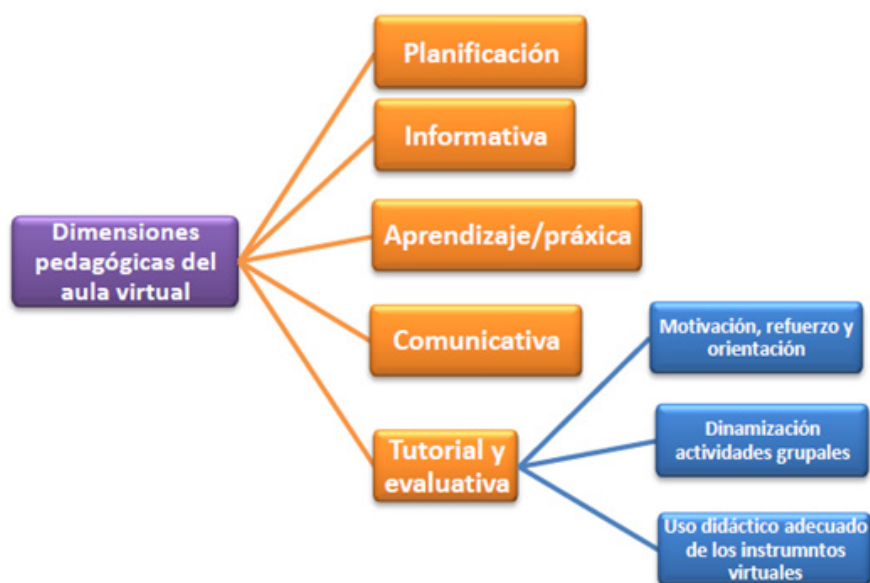 Planificación
Informativa
Dimensiones
pedagógicas del
aula virtual
Aprendizaje/práxica
Comunicativa
Tutorial y
evaluativa
Motivación, refuerzo y
orientación
Dinamización
actividades grupales
Uso didáctico adecuado
de los instrumntos
virtuales